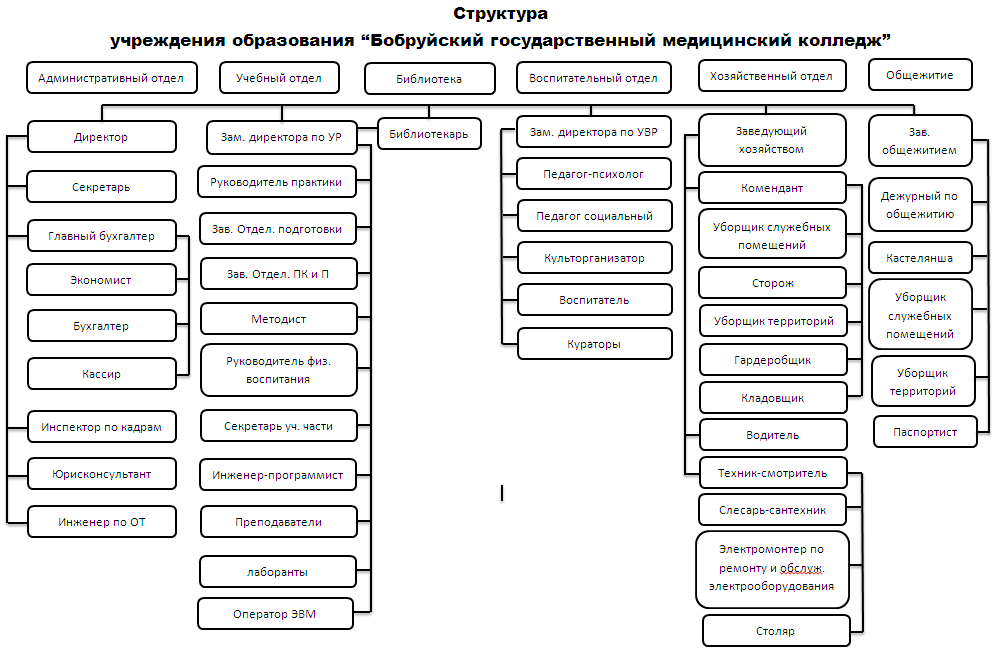 Структура
учреждения образования “Бобруйский государственный медицинский колледж”
Административный отдел
Учебный отдел
Библиотека
Воспитательный отдел
Хозяйственный отдел
Общежитие
Директор
Секретарь
Главный бухгалтер
Экономист
Бухгалтер
Кассир
Инспектор по кадрам
Юрисконсультант
Инженер по ОТ
Зам. директора по УР
Руководитель практики
Зав. Отдел. подготовки
Зав. Отдел. ПК и П
Методист
Руководитель физ.
воспитания
Секретарь уч. части
Инженер-программист
Преподаватели
лаборанты
Оператор ЭВМ
Библиотекарь
Зам. директора по УВР
Педагог-психолог
Педагог социальный
Культорганизатор
Воспитатель
Кураторы
Заведующий
хозяйством
Комендант
Уборщик служебных
помещений
Сторож
Уборщик территорий
Гардеробщик
Кладовщик
Водитель
Техник-смотритель
Слесарь-сантехник
Электромонтер по
ремонту и обслуж.
электрооборудования
Столяр
Зав.
общежитием
Дежурный по
общежитию
Кастелянша
Уборщик
служебных
помещений
Уборщик
территорий
Паспортист